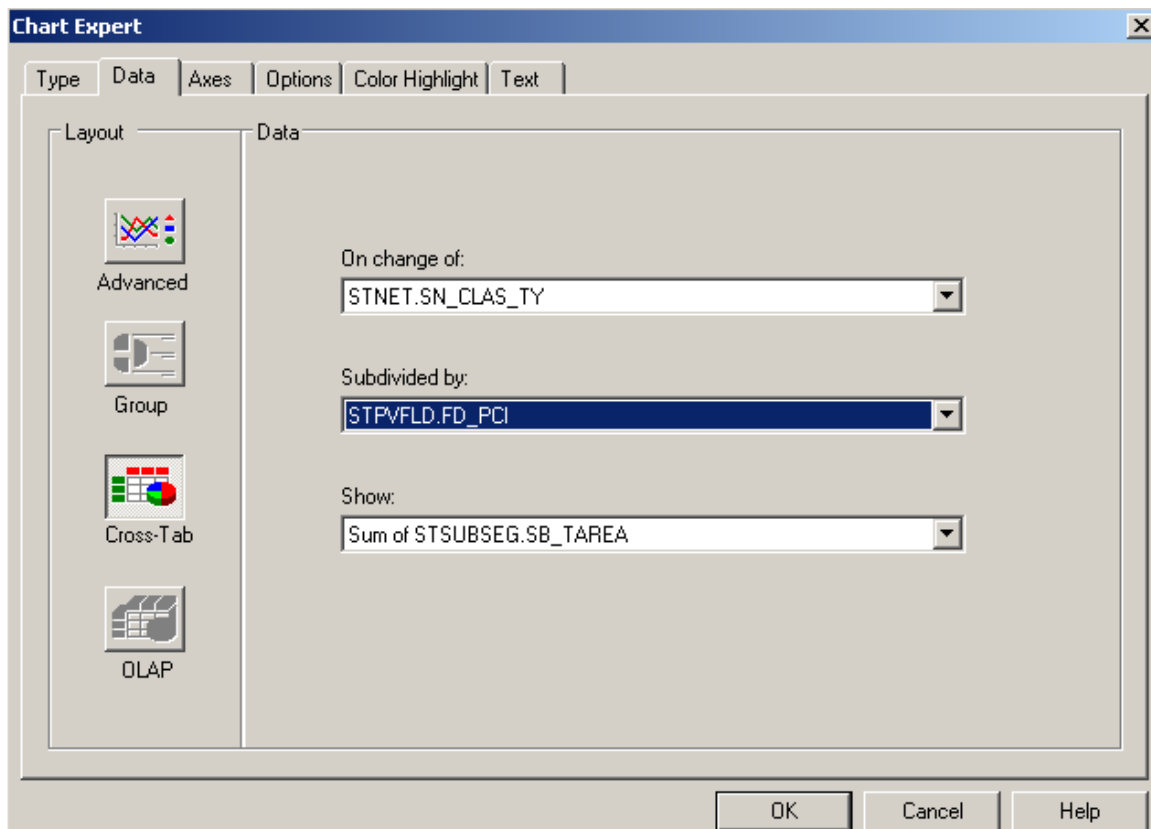 Chart Expert
Type Data Axes Options Color Highlight Text
Layout
Data
Advanced
Group
Cross-Tab
OLAP
On change of:
STNET.SN_CLAS_TY
Subdivided by:
STPVFLD.FD_PCI
Show:
Sum of STSUBSEG.SB_TAREA
OK Cancel Help